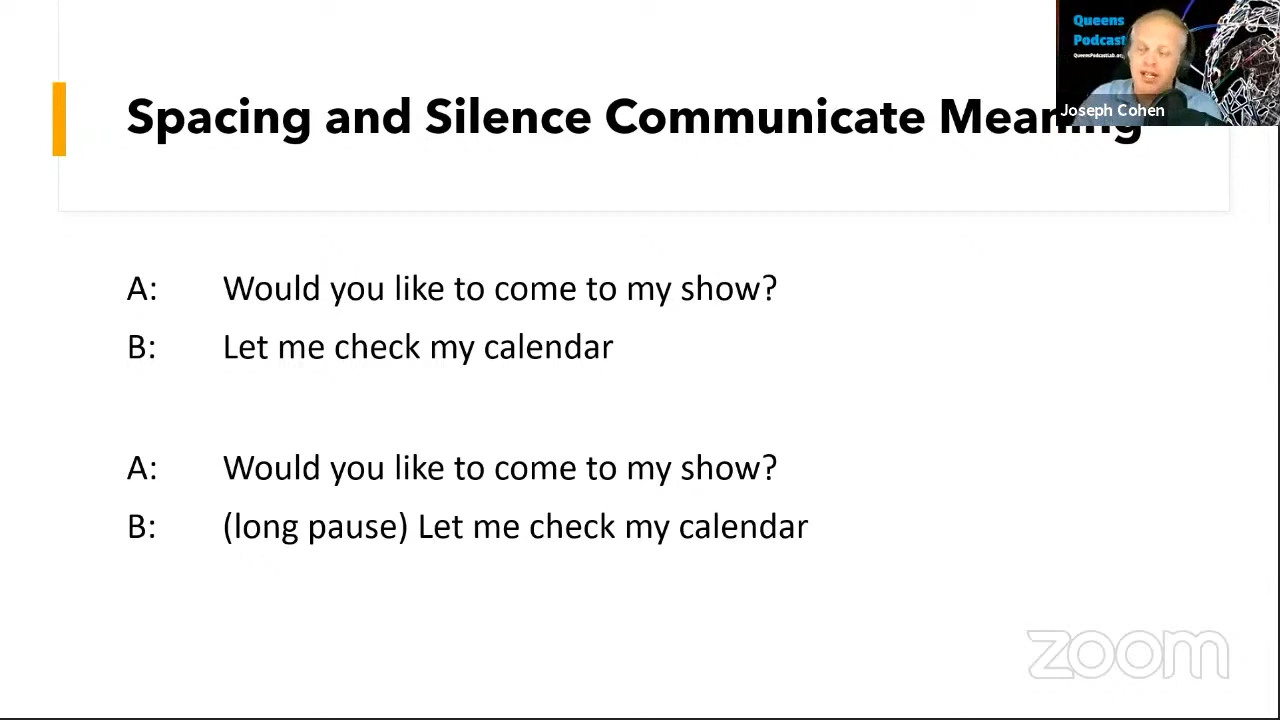 Queens
Podcast
Joseph Cohen
Spacing and Silence Communicate Meaning
A: Would you like to come to my show?
B: Let me check my calendar
A: Would you like to come to my show?
B: (long pause) Let me check my calendar
zoom